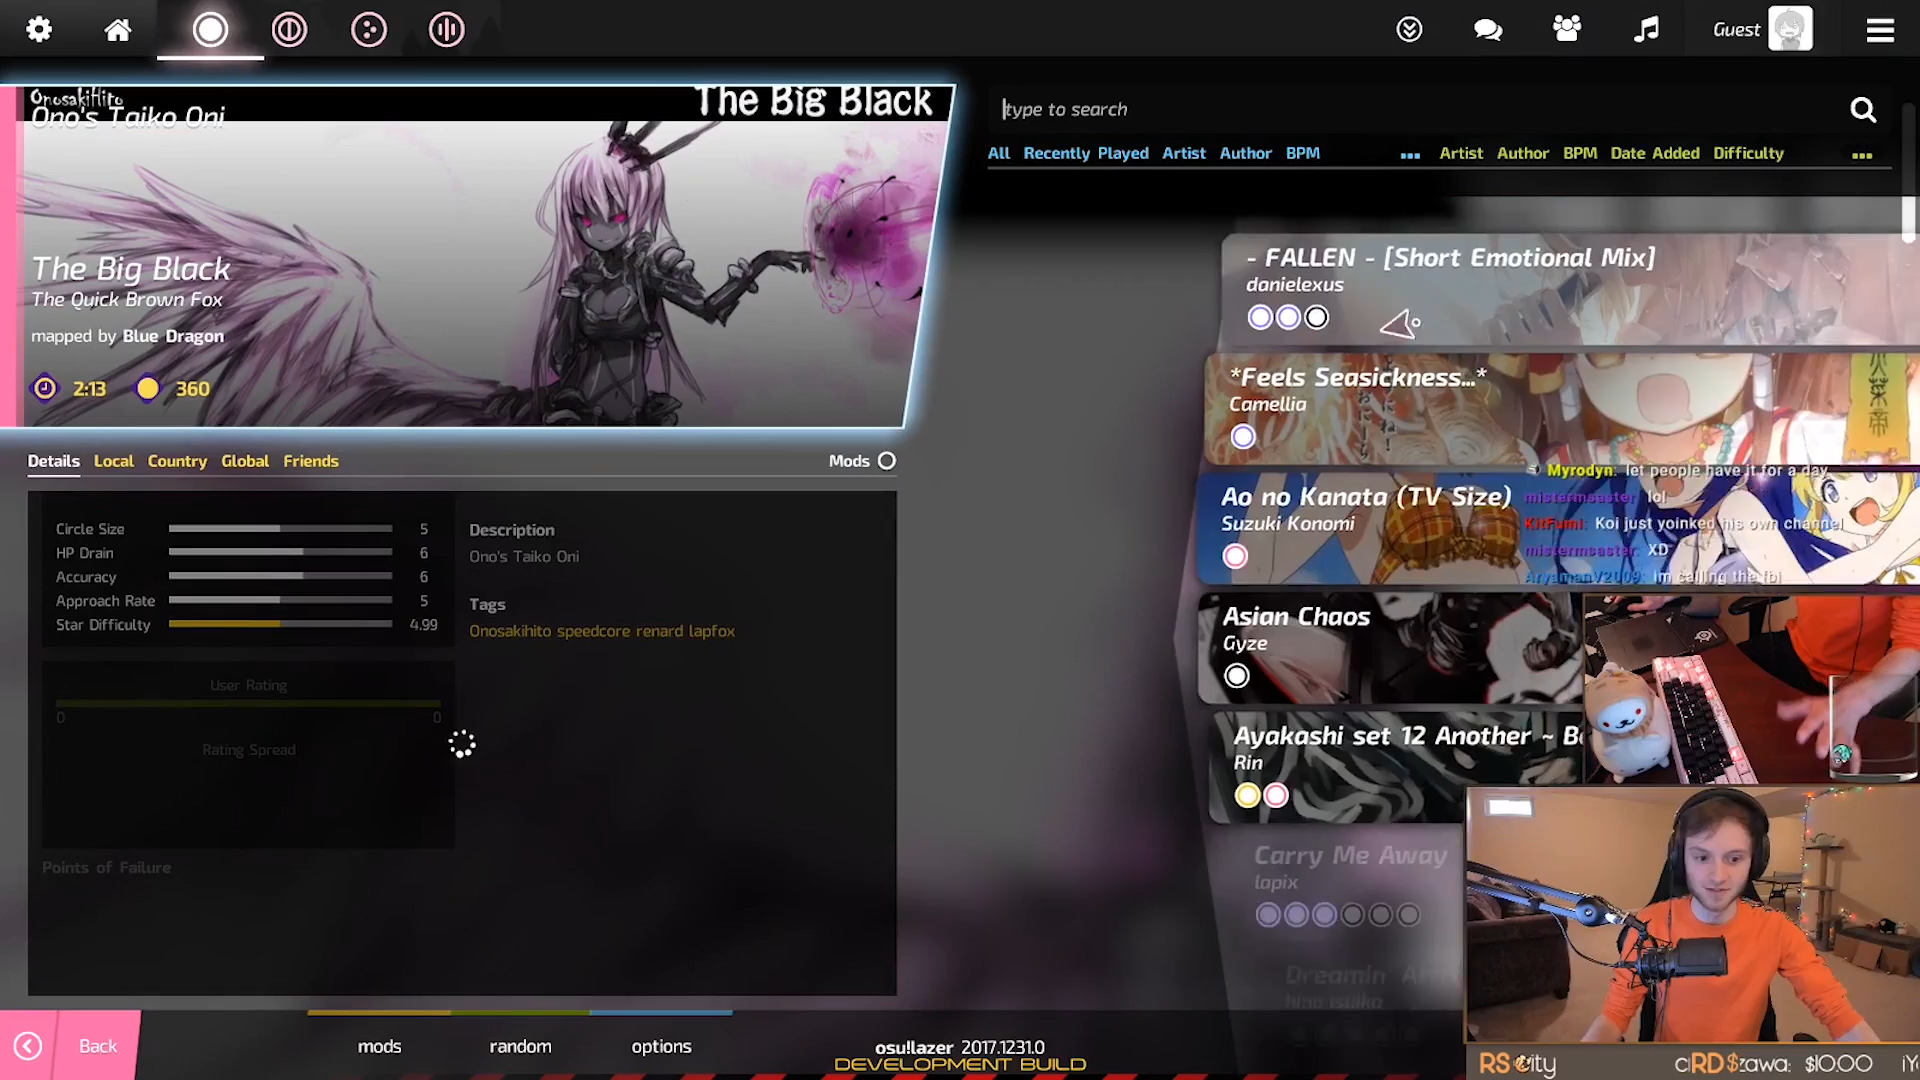 Guest
Onosakihito
Ono's Taiko Oni
The Big Black
The Big Black
The Quick Brown Fox
mapped by Blue Dragon
2:13
360
type to search
All Recently Played Artist Author BPM ... Artist Author BPM Date Added Difficulty ...
- FALLEN - [Short Emotional Mix]
danielexus
*Feels Seasickness...*
Camellia
Ao no Kanata (TV Size)
Suzuki Konomi
Asian Chaos
Gyze
Ayakashi set 12 Another ~
Rin
Carry Me Away
lapix
Dreamin'
Myrodyn: let people have it for a day
mistermsaster: lol
KitFumi: Koi just yoinked his own channel
mistermsaster: XD
AryamanV2009: Im calling the fbi
Details Local Country Global Friends
Mods
Circle Size 5
HP Drain 6
Accuracy 6
Approach Rate 5
Star Difficulty 4.99
User Rating
0 0
Rating Spread
Points of Failure
Description
Ono's Taiko Oni
Tags
Onosakihito speedcore renard lapfox
Back
mods
random
options
osu!lazer 2017.1231.0
DEVELOPMENT BUILD
$10.00